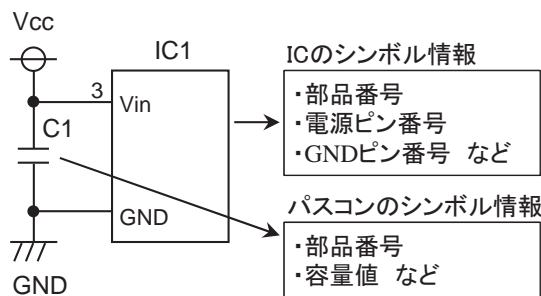 Vcc
IC1
3
Vin
C1
GND
GND
ICのシンボル情報
・部品番号
・電源ピン番号
・GNDピン番号 など
パスコンのシンボル情報
・部品番号
・容量値 など